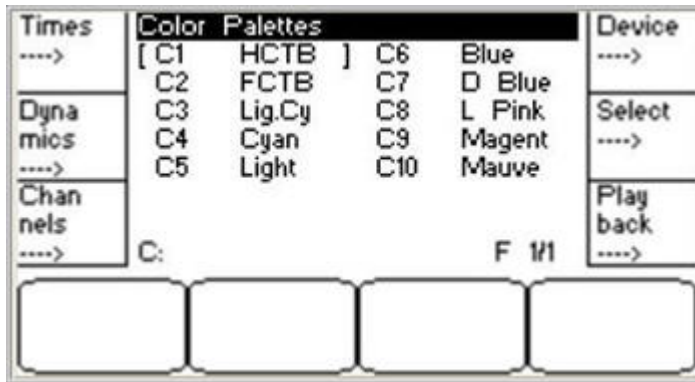 Times
---->
Dyna
mics
---->
Chan
nels
---->
Color Palettes
[ C1 HCTB ] C6 Blue
C2 FCTB C7 D Blue
C3 Lig.Cy C8 L Pink
C4 Cyan C9 Magent
C5 Light C10 Mauve
C: F 1/1
Device
---->
Select
---->
Play
back
---->